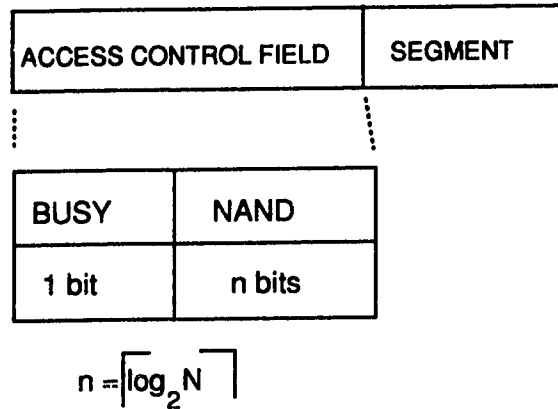 ACCESS CONTROL FIELD SEGMENT
BUSY NAND
1 bit n bits
n = ⌈log₂N⌉